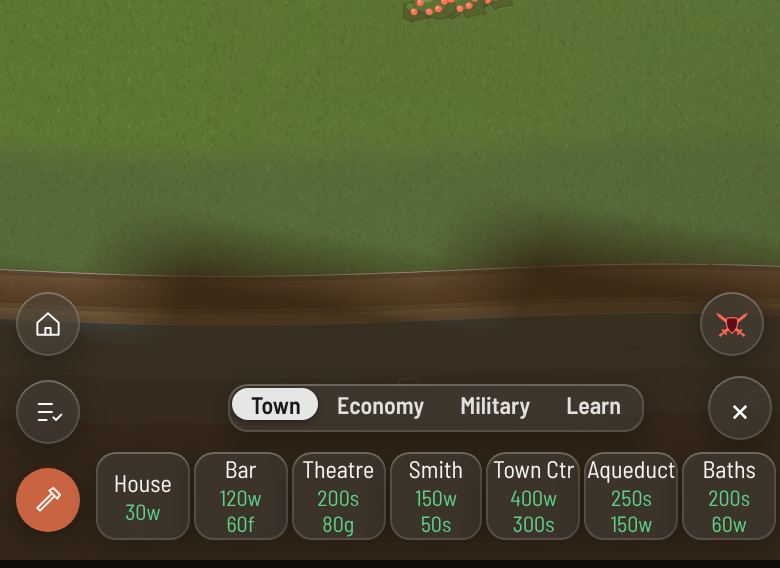 Town Economy Military Learn
House
30w
Bar
120w
60f
Theatre
200s
80g
Smith
150w
50s
Town Ctr
400w
300s
Aqueduct
250s
150w
Baths
200s
60w